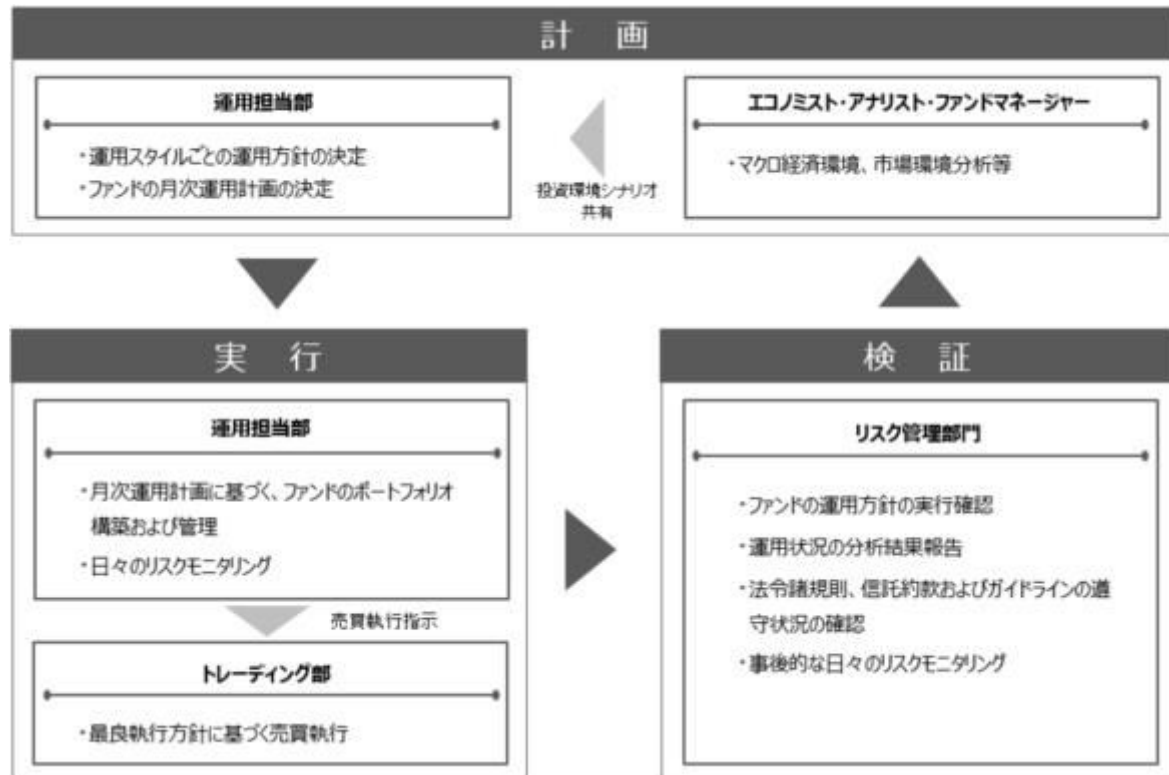 計 画
運用担当部
・運用スタイルごとの運用方針の決定
・ファンドの月次運用計画の決定
投資環境シナリオ
共有
エコノミスト・アナリスト・ファンドマネージャー
・マクロ経済環境、市場環境分析等
実 行
運用担当部
・月次運用計画に基づく、ファンドのポートフォリオ
構築および管理
・日々のリスクモニタリング
売買執行指示
トレーディング部
・最良執行方針に基づく売買執行
検 証
リスク管理部門
・ファンドの運用方針の実行確認
・運用状況の分析結果報告
・法令諸規則、信託約款およびガイドラインの遵
守状況の確認
・事後的な日々のリスクモニタリング